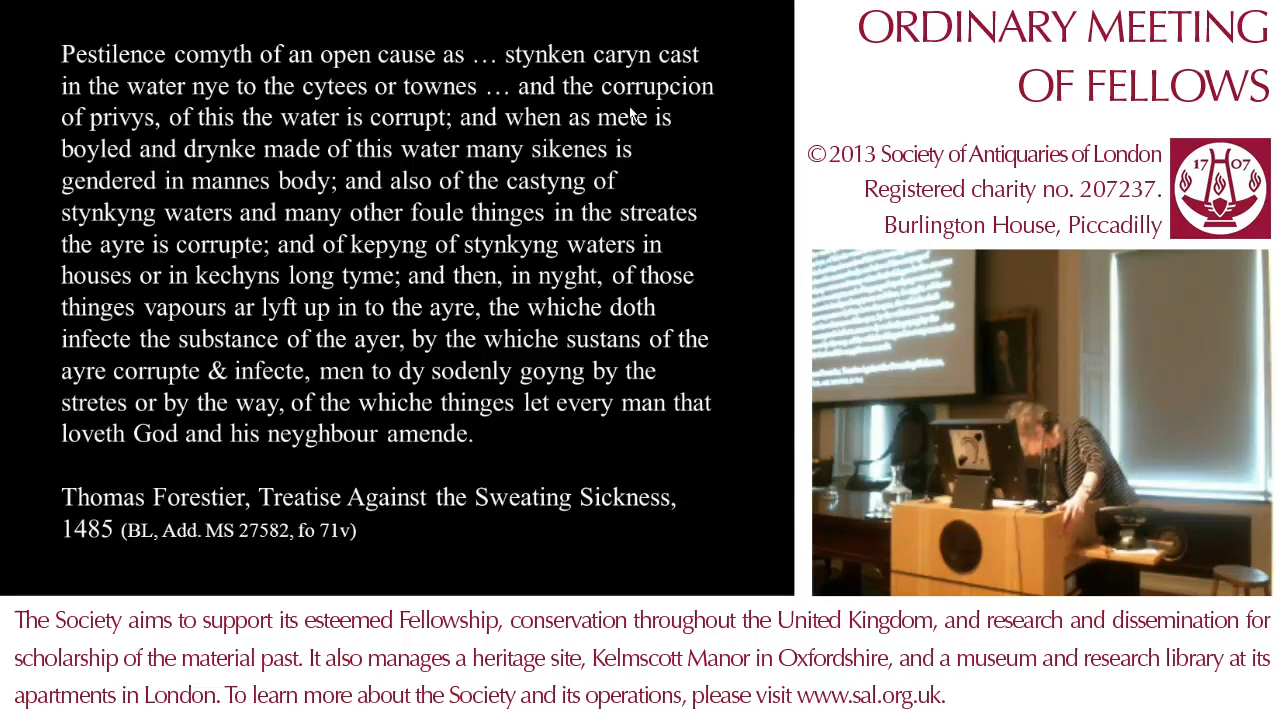 Pestilence comyth of an open cause as … stynken caryn cast
in the water nye to the cytees or townes … and the corrupcion
of privys, of this the water is corrupt; and when as mete is
boyled and drynke made of this water many sikenes is
gendered in mannes body; and also of the castyng of
stynkyng waters and many other foule thinges in the streates
the ayre is corrupte; and of kepyng of stynkyng waters in
houses or in kechyns long tyme; and then, in nyght, of those
thinges vapours ar lyft up in to the ayre, the whiche doth
infecte the substance of the ayer, by the whiche sustans of the
ayre corrupte & infecte, men to dy sodenly goyng by the
stretes or by the way, of the whiche thinges let every man that
loveth God and his neyghbour amende.
Thomas Forestier, Treatise Against the Sweating Sickness,
1485 (BL, Add. MS 27582, fo 71v)
ORDINARY MEETING
OF FELLOWS
© 2013 Society of Antiquaries of London
Registered charity no. 207237.
Burlington House, Piccadilly
17 07
The Society aims to support its esteemed Fellowship, conservation throughout the United Kingdom, and research and dissemination for
scholarship of the material past. It also manages a heritage site, Kelmscott Manor in Oxfordshire, and a museum and research library at its
apartments in London. To learn more about the Society and its operations, please visit www.sal.org.uk.